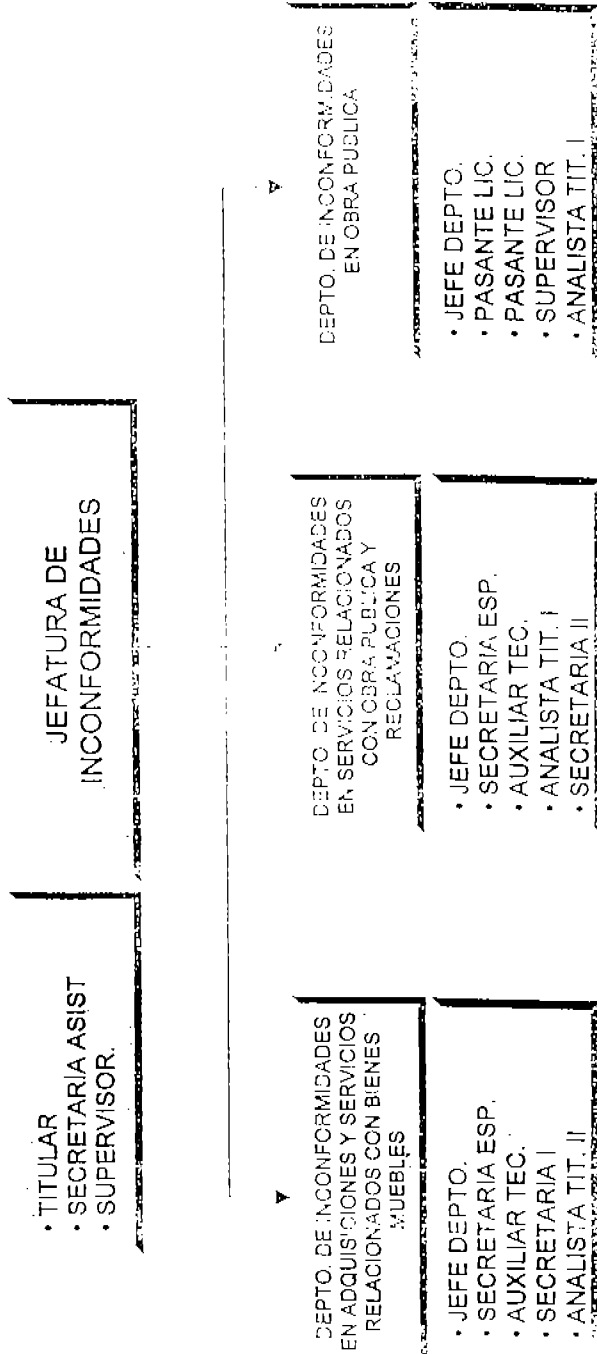 JEFATURA DE
INCONFORMIDADES
• TITULAR
• SECRETARIA ASIST
• SUPERVISOR.
DEPTO. DE INCONFORMIDADES
EN ADQUISICIONES Y SERVICIOS
RELACIONADOS CON BIENES
MUEBLES
• JEFE DEPTO.
• SECRETARIA ESP.
• AUXILIAR TEC.
• SECRETARIA I
• ANALISTA TIT. II
DEPTO. DE INCONFORMIDADES
EN SERVICIOS RELACIONADOS
CON OBRA PUBLICA Y
RECLAMACIONES
• JEFE DEPTO.
• SECRETARIA ESP.
• AUXILIAR TEC.
• ANALISTA TIT. I
• SECRETARIA II
DEPTO. DE INCONFORMIDADES
EN OBRA PUBLICA
• JEFE DEPTO.
• PASANTE LIC.
• PASANTE LIC.
• SUPERVISOR
• ANALISTA TIT. I